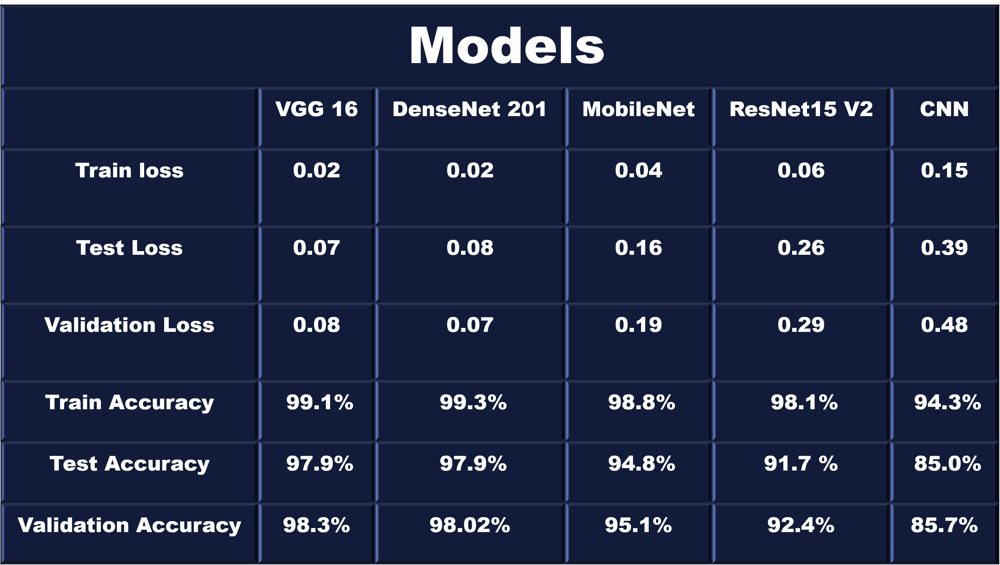 Models
VGG 16 DenseNet 201 MobileNet ResNet15 V2 CNN
Train loss 0.02 0.02 0.04 0.06 0.15
Test Loss 0.07 0.08 0.16 0.26 0.39
Validation Loss 0.08 0.07 0.19 0.29 0.48
Train Accuracy 99.1% 99.3% 98.8% 98.1% 94.3%
Test Accuracy 97.9% 97.9% 94.8% 91.7 % 85.0%
Validation Accuracy 98.3% 98.02% 95.1% 92.4% 85.7%